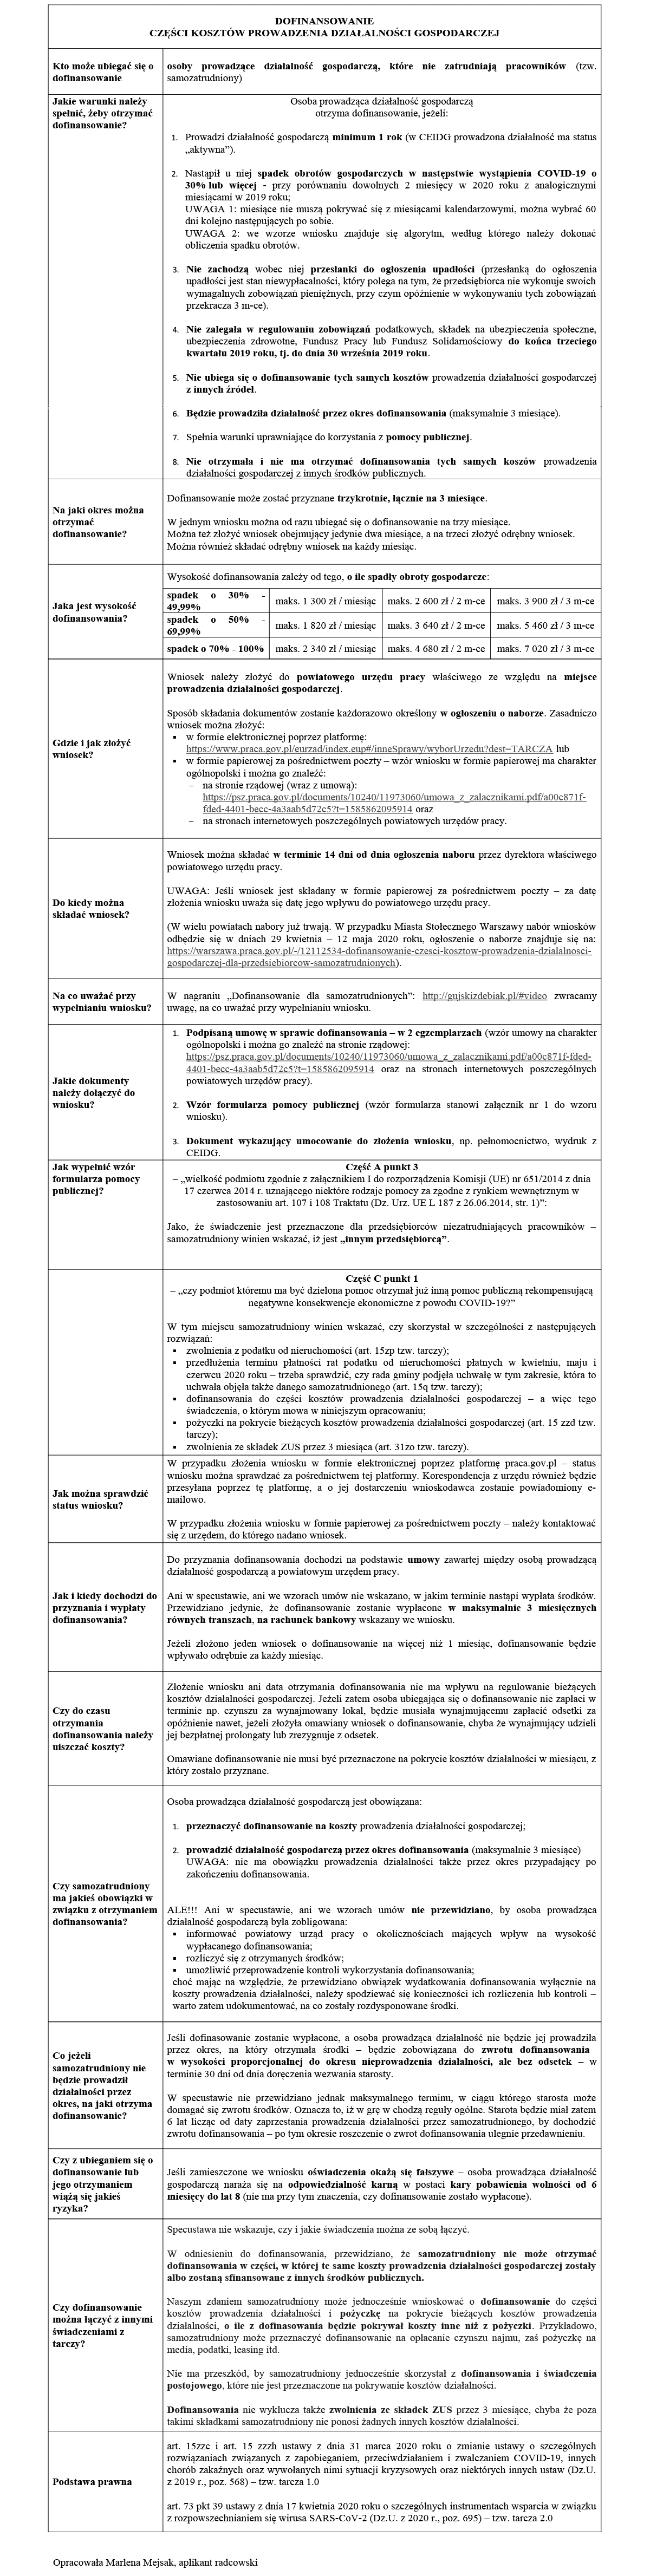 DOFINANSOWANIE
CZĘŚCI KOSZTÓW PROWADZENIA DZIAŁALNOŚCI GOSPODARCZEJ
Kto może ubiegać się o
dofinansowanie
osoby prowadzące działalność gospodarczą, które nie zatrudniają pracowników (tzw.
samozatrudniony)
Jakie warunki należy
spełnić, żeby otrzymać
dofinansowanie?
Osoba prowadząca działalność gospodarczą
otrzyma dofinansowanie, jeżeli:
1. Prowadzi działalność gospodarczą minimum 1 rok (w CEIDG prowadzona działalność ma status
„aktywna”).
2. Nastąpił u niej spadek obrotów gospodarczych w następstwie wystąpienia COVID-19 o
30% lub więcej - przy porównaniu dowolnych 2 miesięcy w 2020 roku z analogicznymi
miesiącami w 2019 roku;
UWAGA 1: miesiące nie muszą pokrywać się z miesiącami kalendarzowymi, można wybrać 60
dni kolejno następujących po sobie.
UWAGA 2: we wzorze wniosku znajduje się algorytm, według którego należy dokonać
obliczenia spadku obrotów.
3. Nie zachodzą wobec niej przesłanki do ogłoszenia upadłości (przesłanką do ogłoszenia
upadłości jest stan niewypłacalności, który polega na tym, że przedsiębiorca nie wykonuje swoich
wymagalnych zobowiązań pieniężnych, przy czym opóźnienie w wykonywaniu tych zobowiązań
przekracza 3 m-ce).
4. Nie zalegała w regulowaniu zobowiązań podatkowych, składek na ubezpieczenia społeczne,
ubezpieczenia zdrowotne, Fundusz Pracy lub Fundusz Solidarnościowy do końca trzeciego
kwartału 2019 roku, tj. do dnia 30 września 2019 roku.
5. Nie ubiega się o dofinansowanie tych samych kosztów prowadzenia działalności gospodarczej
z innych źródeł.
6. Będzie prowadziła działalność przez okres dofinansowania (maksymalnie 3 miesiące).
7. Spełnia warunki uprawniające do korzystania z pomocy publicznej.
8. Nie otrzymała i nie ma otrzymać dofinansowania tych samych koszów prowadzenia
działalności gospodarczej z innych środków publicznych.
Na jaki okres można
otrzymać
dofinansowanie?
Dofinansowanie może zostać przyznane trzykrotnie, łącznie na 3 miesiące.
W jednym wniosku można od razu ubiegać się o dofinansowanie na trzy miesiące.
Można też złożyć wniosek obejmujący jedynie dwa miesiące, a na trzeci złożyć odrębny wniosek.
Można również składać odrębny wniosek na każdy miesiąc.
Jaka jest wysokość
dofinansowania?
Wysokość dofinansowania zależy od tego, o ile spadły obroty gospodarcze:
spadek o 30% -
49,99%
maks. 1 300 zł / miesiąc
maks. 2 600 zł / 2 m-ce
maks. 3 900 zł / 3 m-ce
spadek o 50% -
69,99%
maks. 1 820 zł / miesiąc
maks. 3 640 zł / 2 m-ce
maks. 5 460 zł / 3 m-ce
spadek o 70% - 100%
maks. 2 340 zł / miesiąc
maks. 4 680 zł / 2 m-ce
maks. 7 020 zł / 3 m-ce
Gdzie i jak złożyć
wniosek?
Wniosek należy złożyć do powiatowego urzędu pracy właściwego ze względu na miejsce
prowadzenia działalności gospodarczej.
Sposób składania dokumentów zostanie każdorazowo określony w ogłoszeniu o naborze. Zasadniczo
wniosek można złożyć:
▪ w formie elektronicznej poprzez platformę:
https://www.praca.gov.pl/eurzad/index.eup#/inneSprawy/wyborUrzedu?dest=TARCZA lub
▪ w formie papierowej za pośrednictwem poczty – wzór wniosku w formie papierowej ma charakter
ogólnopolski i można go znaleźć:
– na stronie rządowej (wraz z umową):
https://psz.praca.gov.pl/documents/10240/11973060/umowa_z_zalacznikami.pdf/a00c871f-
fded-4401-becc-4a3aab5d72c5?t=1585862095914 oraz
– na stronach internetowych poszczególnych powiatowych urzędów pracy.
Do kiedy można
składać wniosek?
Wniosek można składać w terminie 14 dni od dnia ogłoszenia naboru przez dyrektora właściwego
powiatowego urzędu pracy.
UWAGA: Jeśli wniosek jest składany w formie papierowej za pośrednictwem poczty – za datę
złożenia wniosku uważa się datę jego wpływu do powiatowego urzędu pracy.
(W wielu powiatach nabory już trwają. W przypadku Miasta Stołecznego Warszawy nabór wniosków
odbędzie się w dniach 29 kwietnia – 12 maja 2020 roku, ogłoszenie o naborze znajduje się na:
https://warszawa.praca.gov.pl/-/12112534-dofinansowanie-czesci-kosztow-prowadzenia-dzialalnosci-
gospodarczej-dla-przedsiebiorcow-samozatrudnionych).
Na co uważać przy
wypełnianiu wniosku?
W nagraniu „Dofinansowanie dla samozatrudnionych”: http://gujskizdebiak.pl/#video zwracamy
uwagę, na co uważać przy wypełnianiu wniosku.
Jakie dokumenty
należy dołączyć do
wniosku?
1. Podpisaną umowę w sprawie dofinansowania – w 2 egzemplarzach (wzór umowy na charakter
ogólnopolski i można go znaleźć na stronie rządowej:
https://psz.praca.gov.pl/documents/10240/11973060/umowa_z_zalacznikami.pdf/a00c871f-fded-
4401-becc-4a3aab5d72c5?t=1585862095914 oraz na stronach internetowych poszczególnych
powiatowych urzędów pracy).
2. Wzór formularza pomocy publicznej (wzór formularza stanowi załącznik nr 1 do wzoru
wniosku).
3. Dokument wykazujący umocowanie do złożenia wniosku, np. pełnomocnictwo, wydruk z
CEIDG.
Jak wypełnić wzór
formularza pomocy
publicznej?
Część A punkt 3
– „wielkość podmiotu zgodnie z załącznikiem I do rozporządzenia Komisji (UE) nr 651/2014 z dnia
17 czerwca 2014 r. uznającego niektóre rodzaje pomocy za zgodne z rynkiem wewnętrznym w
zastosowaniu art. 107 i 108 Traktatu (Dz. Urz. UE L 187 z 26.06.2014, str. 1)”:
Jako, że świadczenie jest przeznaczone dla przedsiębiorców niezatrudniających pracowników –
samozatrudniony winien wskazać, iż jest „innym przedsiębiorcą”.
Część C punkt 1
– „czy podmiot któremu ma być dzielona pomoc otrzymał już inną pomoc publiczną rekompensującą
negatywne konsekwencje ekonomiczne z powodu COVID-19?”
W tym miejscu samozatrudniony winien wskazać, czy skorzystał w szczególności z następujących
rozwiązań:
▪ zwolnienia z podatku od nieruchomości (art. 15zp tzw. tarczy);
▪ przedłużenia terminu płatności rat podatku od nieruchomości płatnych w kwietniu, maju i
czerwcu 2020 roku – trzeba sprawdzić, czy rada gminy podjęła uchwałę w tym zakresie, która to
uchwała objęła także danego samozatrudnionego (art. 15q tzw. tarczy);
▪ dofinansowania do części kosztów prowadzenia działalności gospodarczej – a więc tego
świadczenia, o którym mowa w niniejszym opracowaniu;
▪ pożyczki na pokrycie bieżących kosztów prowadzenia działalności gospodarczej (art. 15 zzd tzw.
tarczy);
▪ zwolnienia ze składek ZUS przez 3 miesiąca (art. 31zo tzw. tarczy).
Jak można sprawdzić
status wniosku?
W przypadku złożenia wniosku w formie elektronicznej poprzez platformę praca.gov.pl – status
wniosku można sprawdzać za pośrednictwem tej platformy. Korespondencja z urzędu również będzie
przesyłana poprzez tę platformę, a o jej dostarczeniu wnioskodawca zostanie powiadomiony e-
mailowo.
W przypadku złożenia wniosku w formie papierowej za pośrednictwem poczty – należy kontaktować
się z urzędem, do którego nadano wniosek.
Jak i kiedy dochodzi do
przyznania i wypłaty
dofinansowania?
Do przyznania dofinansowania dochodzi na podstawie umowy zawartej między osobą prowadzącą
działalność gospodarczą a powiatowym urzędem pracy.
Ani w specustawie, ani we wzorach umów nie wskazano, w jakim terminie nastąpi wypłata środków.
Przewidziano jedynie, że dofinansowanie zostanie wypłacone w maksymalnie 3 miesięcznych
równych transzach, na rachunek bankowy wskazany we wniosku.
Jeżeli złożono jeden wniosek o dofinansowanie na więcej niż 1 miesiąc, dofinansowanie będzie
wypłacało odrębnie za każdy miesiąc.
Czy do czasu
otrzymania
dofinansowania należy
uiszczać koszty?
Złożenie wniosku ani data otrzymania dofinansowania nie ma wpływu na regulowanie bieżących
kosztów działalności gospodarczej. Jeżeli zatem osoba ubiegająca się o dofinansowanie nie zapłaci w
terminie np. czynszu za wynajmowany lokal, będzie musiała wynajmującemu zapłacić odsetki za
opóźnienie nawet, jeżeli złożyła omawiany wniosek o dofinansowanie, chyba że wynajmujący udzieli
jej bezpłatnej prolongaty lub zrezygnuje z odsetek.
Omawiane dofinansowanie nie musi być przeznaczone na pokrycie kosztów działalności w miesiącu, z
który zostało przyznane.
Czy samozatrudniony
ma jakieś obowiązki w
związku z otrzymaniem
dofinansowania?
Osoba prowadząca działalność gospodarczą jest obowiązana:
1. przeznaczyć dofinansowanie na koszty prowadzenia działalności gospodarczej;
2. prowadzić działalność gospodarczą przez okres dofinansowania (maksymalnie 3 miesiące)
UWAGA: nie ma obowiązku prowadzenia działalności także przez okres przypadający po
zakończeniu dofinansowania.
ALE!!! Ani w specustawie, ani we wzorach umów nie przewidziano, by osoba prowadząca
działalność gospodarczą była zobligowana:
▪ informować powiatowy urząd pracy o okolicznościach mających wpływ na wysokość
wypłacanego dofinansowania;
▪ rozliczyć się z otrzymanych środków;
▪ umożliwić przeprowadzenie kontroli wykorzystania dofinansowania;
choć mając na względzie, że przewidziano obwiązek wydatkowania dofinansowania wyłącznie na
koszty prowadzenia działalności, należy spodziewać się konieczności ich rozliczenia lub kontroli –
warto zatem udokumentować, na co zostały rozdysponowane środki.
Co jeżeli
samozatrudniony nie
będzie prowadził
działalności przez
okres, na jaki otrzyma
dofinansowanie?
Jeśli dofinasowanie zostanie wypłacone, a osoba prowadząca działalność nie będzie jej prowadziła
przez okres, na który otrzymała środki – będzie zobowiązana do zwrotu dofinansowania
w wysokości proporcjonalnej do okresu nieprowadzenia działalności, ale bez odsetek – w
terminie 30 dni od dnia doręczenia wezwania starosty.
W specustawie nie przewidziano jednak maksymalnego terminu, w ciągu którego starosta może
domagać się zwrotu środków. Oznacza to, iż w grę w chodzą reguły ogólne. Starota będzie miał zatem
6 lat licząc od daty zaprzestania prowadzenia działalności przez samozatrudnionego, by dochodzić
zwrotu dofinansowania – po tym okresie roszczenie o zwrot dofinansowania ulegnie przedawnieniu.
Czy z ubieganiem się o
dofinansowanie lub
jego otrzymaniem
wiążą się jakieś
ryzyka?
Jeśli zamieszczone we wniosku oświadczenia okażą się fałszywe – osoba prowadząca działalność
gospodarczą naraża się na odpowiedzialność karną w postaci kary pobawienia wolności od 6
miesięcy do lat 8 (nie ma przy tym znaczenia, czy dofinansowanie zostało wypłacone).
Czy dofinansowanie
można łączyć z innymi
świadczeniami z
tarczy?
Specustawa nie wskazuje, czy i jakie świadczenia można ze sobą łączyć.
W odniesieniu do dofinansowania, przewidziano, że samozatrudniony nie może otrzymać
dofinansowania w części, w której te same koszty prowadzenia działalności gospodarczej zostały
albo zostaną sfinansowane z innych środków publicznych.
Naszym zdaniem samozatrudniony może jednocześnie wnioskować o dofinansowanie do części
kosztów prowadzenia działalności i pożyczkę na pokrycie bieżących kosztów prowadzenia
działalności, o ile z dofinasowania będzie pokrywał koszty inne niż z pożyczki. Przykładowo,
samozatrudniony może przeznaczyć dofinansowanie na opłacanie czynszu najmu, zaś pożyczkę na
media, podatki, leasing itd.
Nie ma przeszkód, by samozatrudniony jednocześnie skorzystał z dofinansowania i świadczenia
postojowego, które nie jest przeznaczone na pokrywanie kosztów działalności.
Dofinansowania nie wyklucza także zwolnienia ze składek ZUS przez 3 miesiące, chyba że poza
takimi składkami samozatrudniony nie ponosi żadnych innych kosztów działalności.
Podstawa prawna
art. 15zzc i art. 15 zzzh ustawy z dnia 31 marca 2020 roku o zmianie ustawy o szczególnych
rozwiązaniach związanych z zapobieganiem, przeciwdziałaniem i zwalczaniem COVID-19, innych
chorób zakaźnych oraz wywołanych nimi sytuacji kryzysowych oraz niektórych innych ustaw (Dz.U.
z 2019 r., poz. 568) – tzw. tarcza 1.0
art. 73 pkt 39 ustawy z dnia 17 kwietnia 2020 roku o szczególnych instrumentach wsparcia w związku
z rozpowszechnianiem się wirusa SARS-CoV-2 (Dz.U. z 2020 r., poz. 695) – tzw. tarcza 2.0
Opracowała Marlena Mejsak, aplikant radcowski